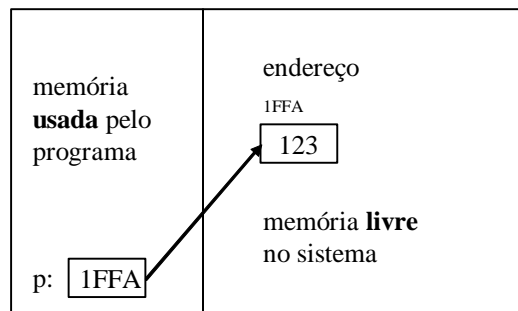 memória
usada pelo
programa
p: 1FFA
endereço
1FFA
123
memória livre
no sistema